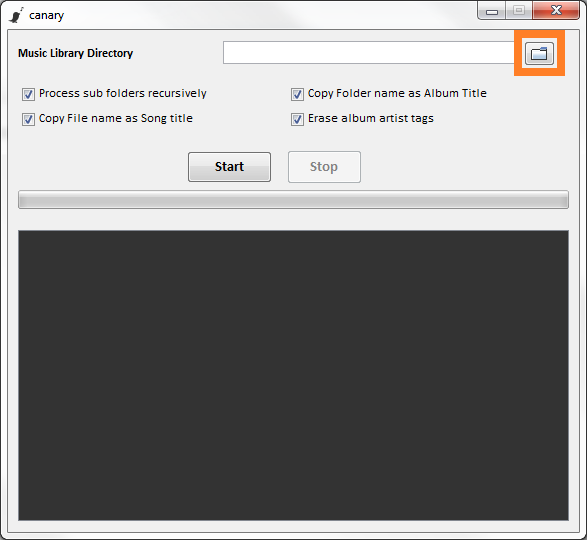 canary
Music Library Directory
Process sub folders recursively
Copy Folder name as Album Title
Copy File name as Song title
Erase album artist tags
Start
Stop